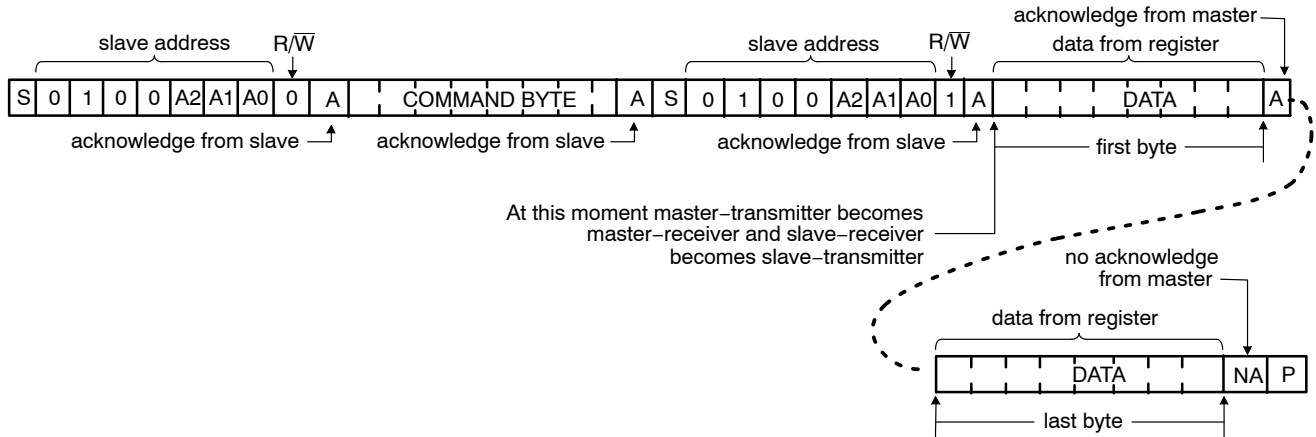 acknowledge from master
slave address R/W̅ slave address R/W̅ data from register
S 0 1 0 0 A2 A1 A0 0 A COMMAND BYTE A S 0 1 0 0 A2 A1 A0 1 A DATA A
acknowledge from slave acknowledge from slave acknowledge from slave first byte
At this moment master−transmitter becomes
master−receiver and slave−receiver
becomes slave−transmitter
no acknowledge
from master
data from register
DATA NA P
last byte